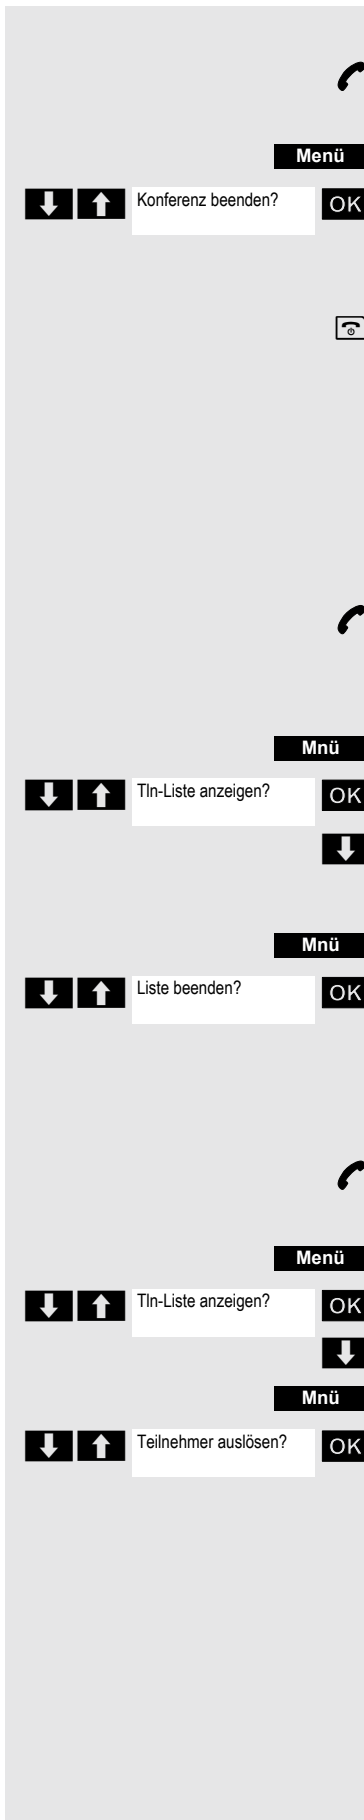 Menü
Konferenz beenden? OK
Mnü
Tln-Liste anzeigen? OK
Mnü
Liste beenden? OK
Menü
Tln-Liste anzeigen? OK
Mnü
Teilnehmer auslösen? OK